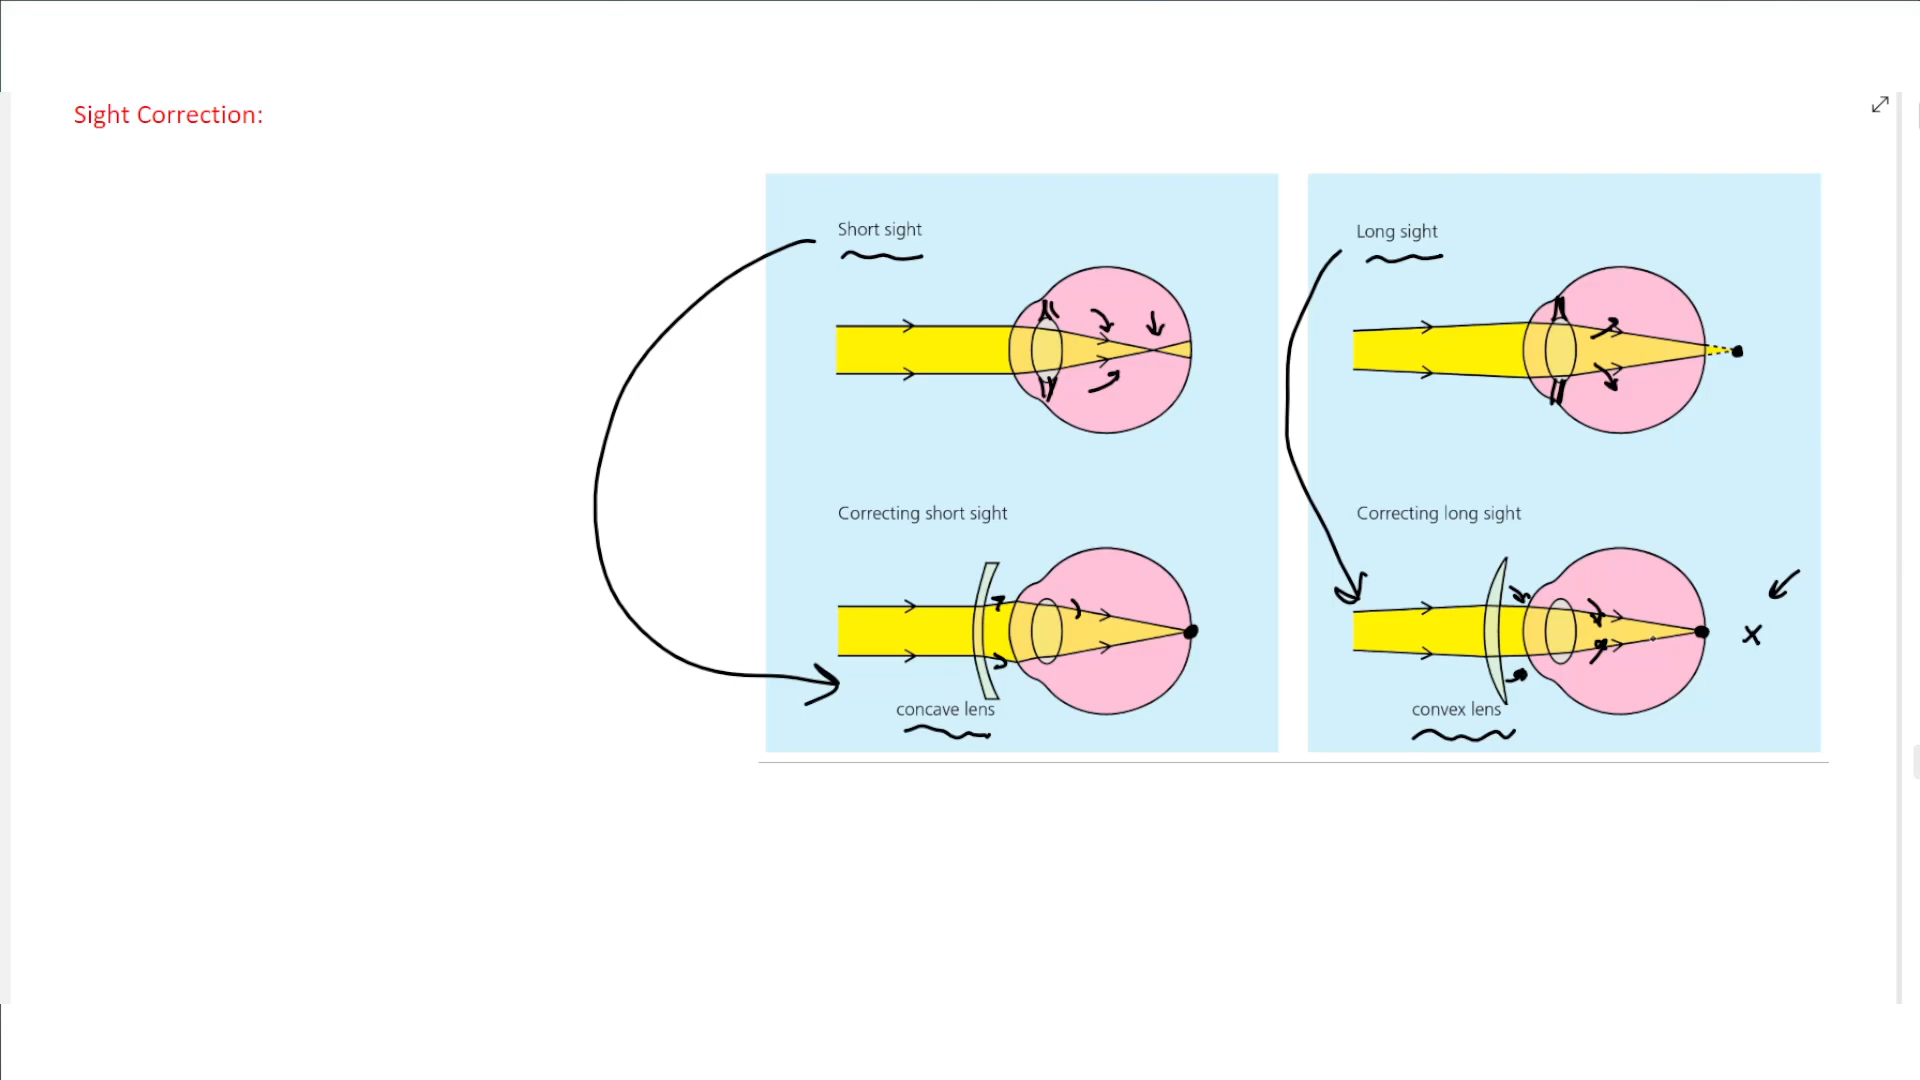 Sight Correction:
Short sight
Correcting short sight
concave lens
Long sight
Correcting long sight
convex lens
x